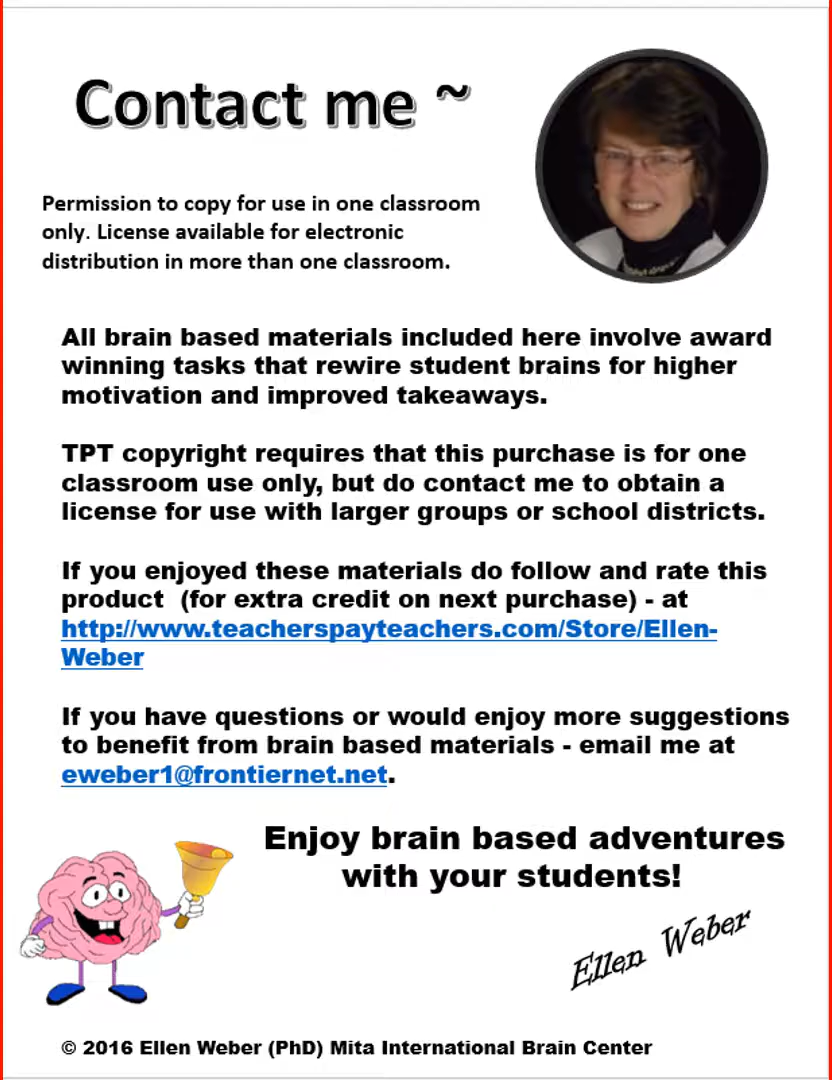 Contact me ~
Permission to copy for use in one classroom
only. License available for electronic
distribution in more than one classroom.
All brain based materials included here involve award
winning tasks that rewire student brains for higher
motivation and improved takeaways.
TPT copyright requires that this purchase is for one
classroom use only, but do contact me to obtain a
license for use with larger groups or school districts.
If you enjoyed these materials do follow and rate this
product  (for extra credit on next purchase) - at
http://www.teacherspayteachers.com/Store/Ellen-
Weber
If you have questions or would enjoy more suggestions
to benefit from brain based materials - email me at
eweber1@frontiernet.net.
Enjoy brain based adventures
with your students!
Ellen Weber
© 2016 Ellen Weber (PhD) Mita International Brain Center